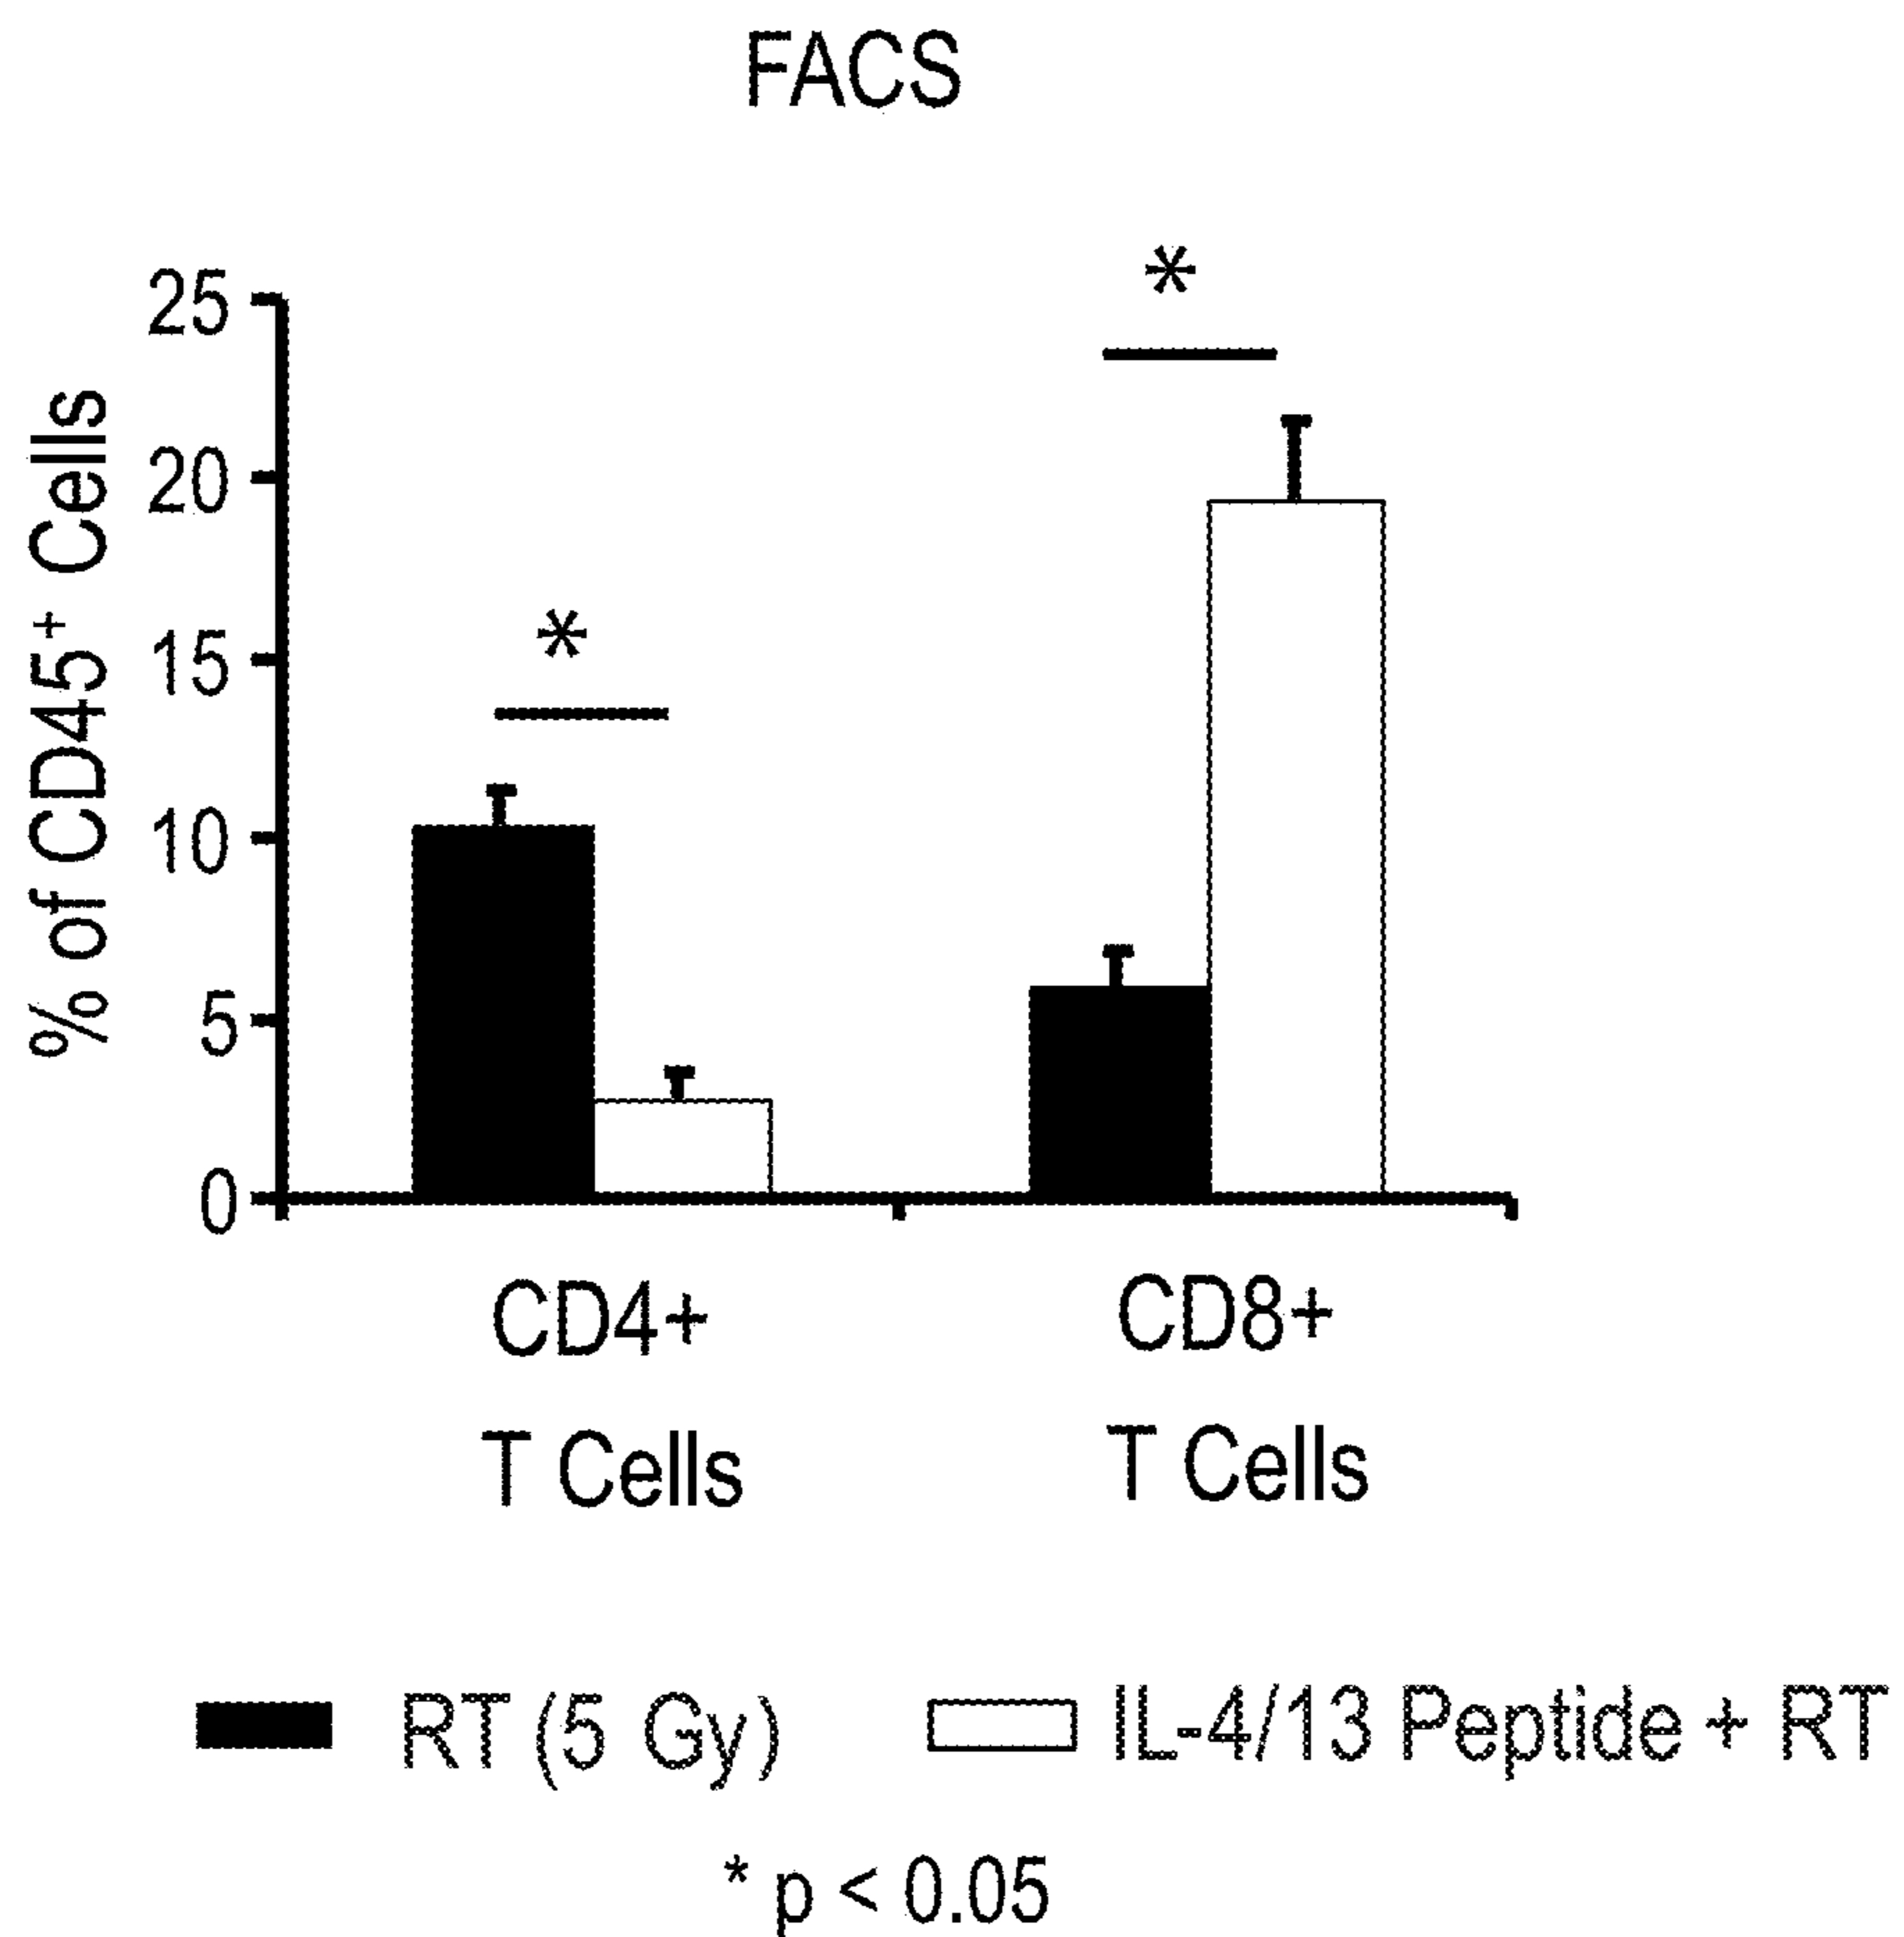 FACS
% of CD45⁺ Cells
25
20
15
10
5
0
*
*
CD4+
T Cells
CD8+
T Cells
RT (5 Gy)
IL-4/13 Peptide + RT
* p < 0.05